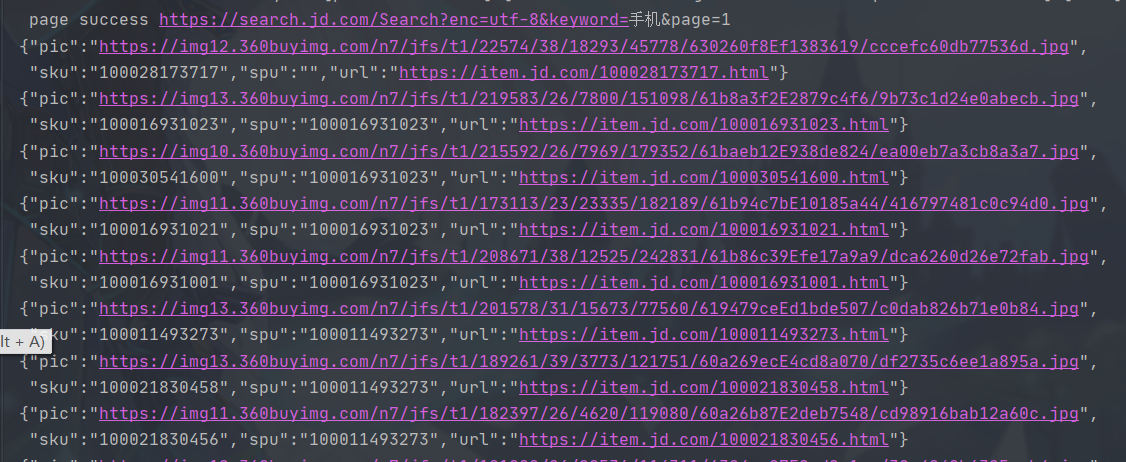 page success https://search.jd.com/Search?enc=utf-8&keyword=手机&page=1
{"pic":"https://img12.360buyimg.com/n7/jfs/t1/22574/38/18293/45778/630260f8Ef1383619/cccefc60db77536d.jpg",
"sku":"100028173717","spu":"","url":"https://item.jd.com/100028173717.html"}
{"pic":"https://img13.360buyimg.com/n7/jfs/t1/219583/26/7800/151098/61b8a3f2E2879c4f6/9b73c1d24e0abecb.jpg",
"sku":"100016931023","spu":"100016931023","url":"https://item.jd.com/100016931023.html"}
{"pic":"https://img10.360buyimg.com/n7/jfs/t1/215592/26/7969/179352/61baeb12E938de824/ea00eb7a3cb8a3a7.jpg",
"sku":"100030541600","spu":"100016931023","url":"https://item.jd.com/100030541600.html"}
{"pic":"https://img11.360buyimg.com/n7/jfs/t1/173113/23/23335/182189/61b94c7bE10185a44/416797481c0c94d0.jpg",
"sku":"100016931021","spu":"100016931023","url":"https://item.jd.com/100016931021.html"}
{"pic":"https://img11.360buyimg.com/n7/jfs/t1/208671/38/12525/242831/61b86c39Efe17a9a9/dca6260d26e72fab.jpg",
"sku":"100016931001","spu":"100016931023","url":"https://item.jd.com/100016931001.html"}
{"pic":"https://img13.360buyimg.com/n7/jfs/t1/201578/31/15673/77560/619479ceEd1bde507/c0dab826b71e0b84.jpg",
"sku":"100011493273","spu":"100011493273","url":"https://item.jd.com/100011493273.html"}
lt + A)
{"pic":"https://img13.360buyimg.com/n7/jfs/t1/189261/39/3773/121751/60a269ecE4cd8a070/df2735c6ee1a895a.jpg",
"sku":"100021830458","spu":"100011493273","url":"https://item.jd.com/100021830458.html"}
{"pic":"https://img11.360buyimg.com/n7/jfs/t1/182397/26/4620/119080/60a26b87E2deb7548/cd98916bab12a60c.jpg",
"sku":"100021830456","spu":"100011493273","url":"https://item.jd.com/100021830456.html"}